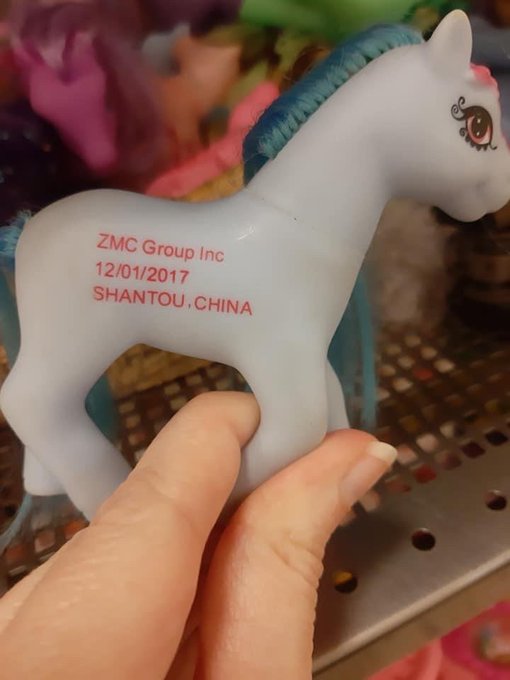 ZMC Group Inc
12/01/2017
SHANTOU,CHINA